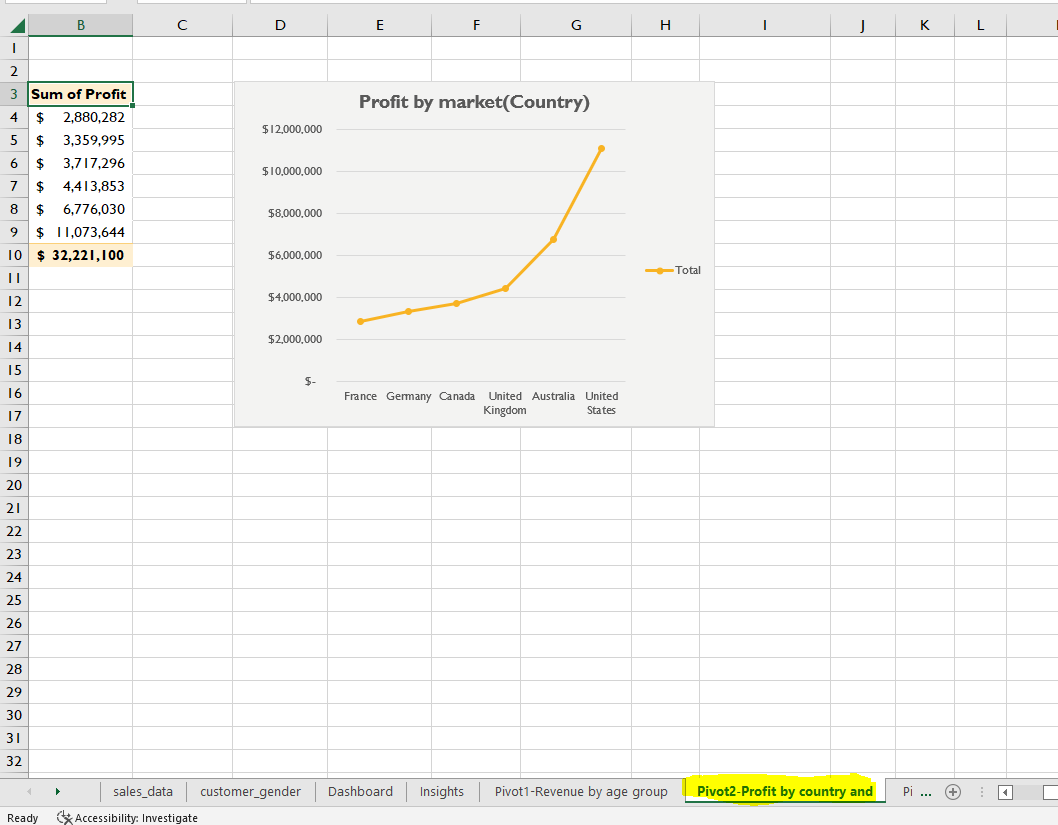 B C D E F G H I J K L
1
2
3 Sum of Profit
4 $ 2,880,282
5 $ 3,359,995
6 $ 3,717,296
7 $ 4,413,853
8 $ 6,776,030
9 $ 11,073,644
10 $ 32,221,100
11
12
13
14
15
16
17
18
19
20
21
22
23
24
25
26
27
28
29
30
31
32
Profit by market(Country)
$12,000,000
$10,000,000
$8,000,000
$6,000,000
$4,000,000
$2,000,000
$-
France Germany Canada United Kingdom Australia United States
Total
sales_data customer_gender Dashboard Insights Pivot1-Revenue by age group Pivot2-Profit by country and Pi ...
Ready Accessibility: Investigate